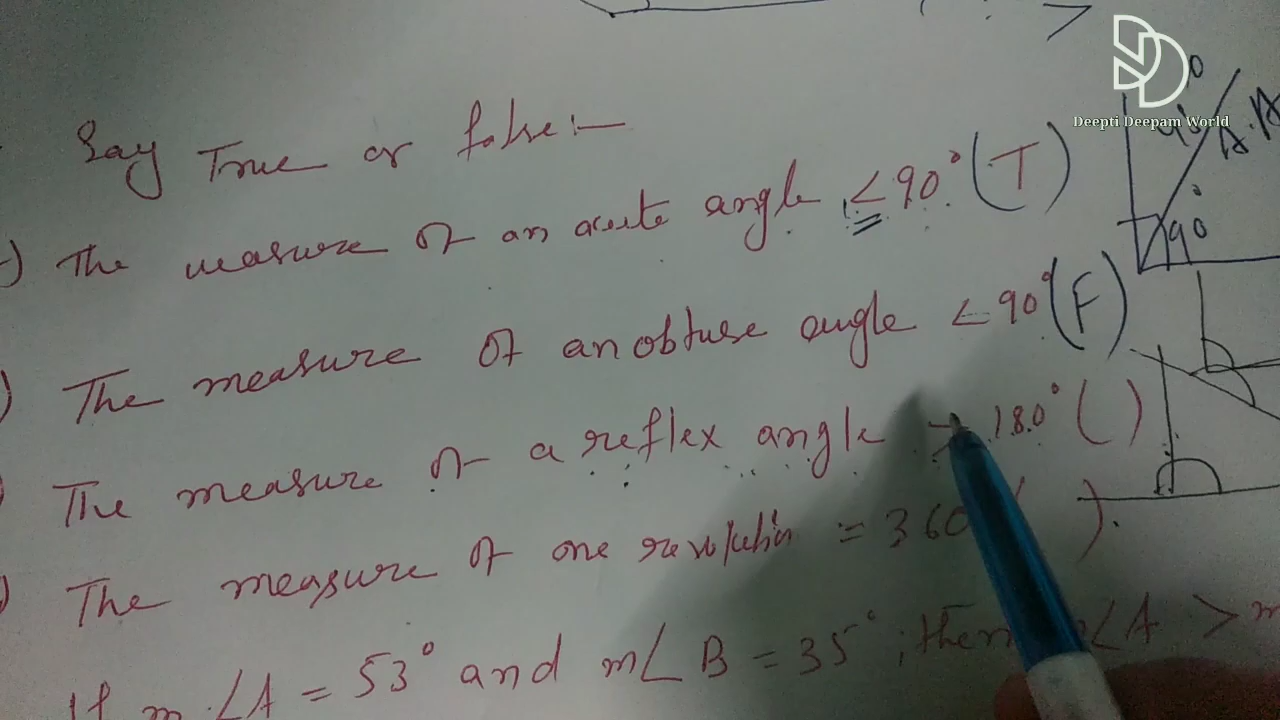 Say True or false:-
The measure of an acute angle < 90° (T)
The measure of an obtuse angle < 90° (F)
The measure of a reflex angle > 180° ( )
The measure of one revolution = 360 ( ).
If m∠A = 53° and m∠B = 35°; then m∠A > m
90°
90°
A.A
Deepti Deepam World